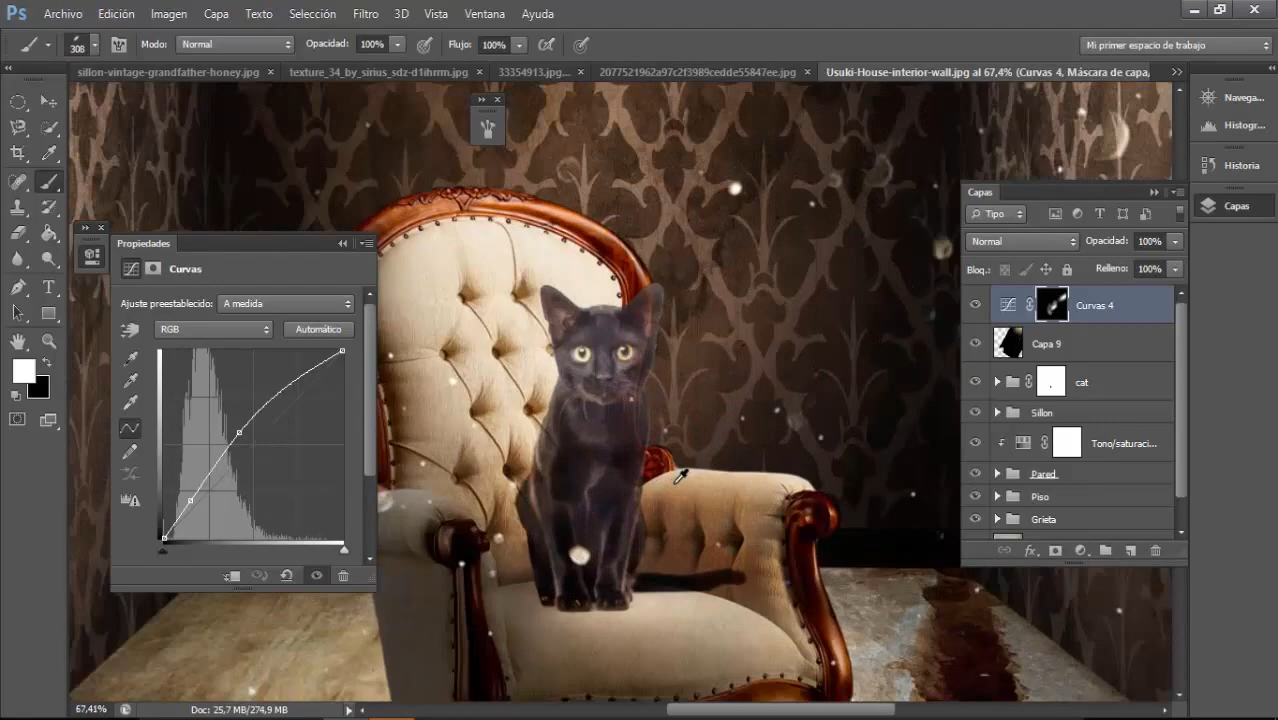 Ps Archivo Edición Imagen Capa Texto Selección Filtro 3D Vista Ventana Ayuda
308 Modo: Normal Opacidad: 100% Flujo: 100% Mi primer espacio de trabajo
sillon-vintage-grandfather-honey.jpg texture_34_by_sirius_sdz-d1ihrrm.jpg 33354913.jpg... 2077521962a97c2f3989cedde55847ee.jpg Usuki-House-interior-wall.jpg al 67,4% (Curvas 4, Máscara de capa,
Navega...
Histogr...
Historia
Capas
Capas
Tipo
Normal Opacidad: 100%
Bloq.: Relleno: 100%
Curvas 4
Capa 9
cat
Sillon
Tono/saturaci...
Pared
Piso
Grieta
fx
Propiedades
Curvas
Ajuste preestablecido: A medida
RGB Automático
67,41% Doc: 25,7 MB/274,9 MB